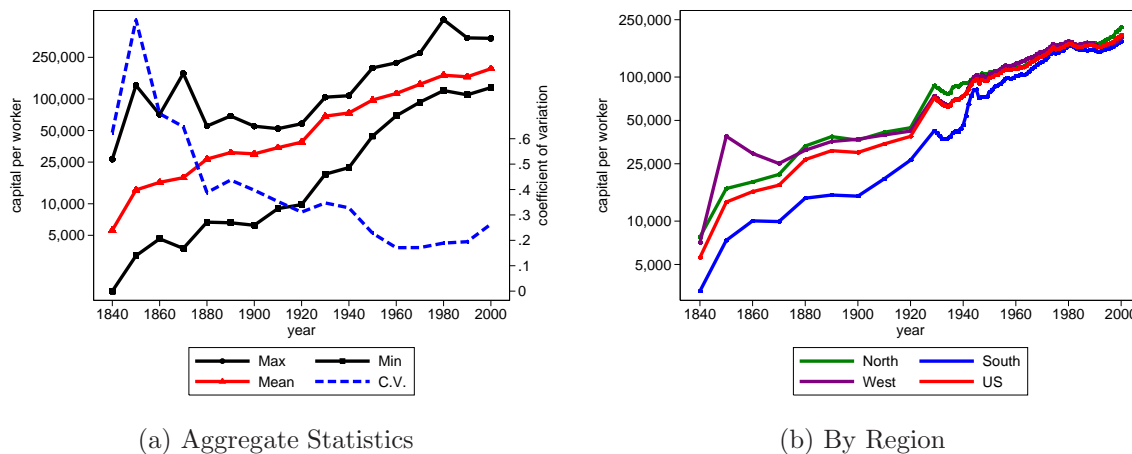 250,000
100,000
50,000
25,000
10,000
5,000
capital per worker
.6
.5
.4
.3
.2
.1
0
coefficient of variation
1840 1860 1880 1900 1920 1940 1960 1980 2000
year
Max Min
Mean C.V.
(a) Aggregate Statistics
250,000
100,000
50,000
25,000
10,000
5,000
capital per worker
1840 1860 1880 1900 1920 1940 1960 1980 2000
year
North South
West US
(b) By Region